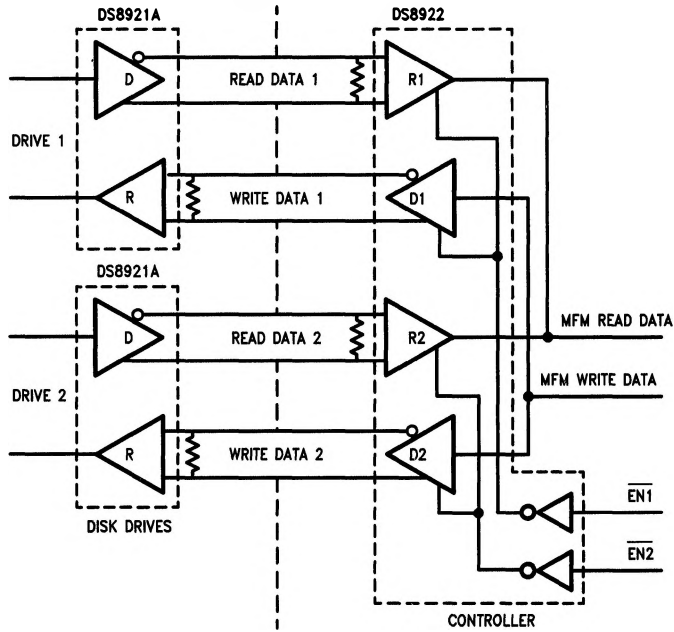 DS8921A
DS8922
D
READ DATA 1
R1
DRIVE 1
R
WRITE DATA 1
D1
DS8921A
D
READ DATA 2
R2
MFM READ DATA
MFM WRITE DATA
DRIVE 2
R
WRITE DATA 2
D2
DISK DRIVES
EN1
EN2
CONTROLLER